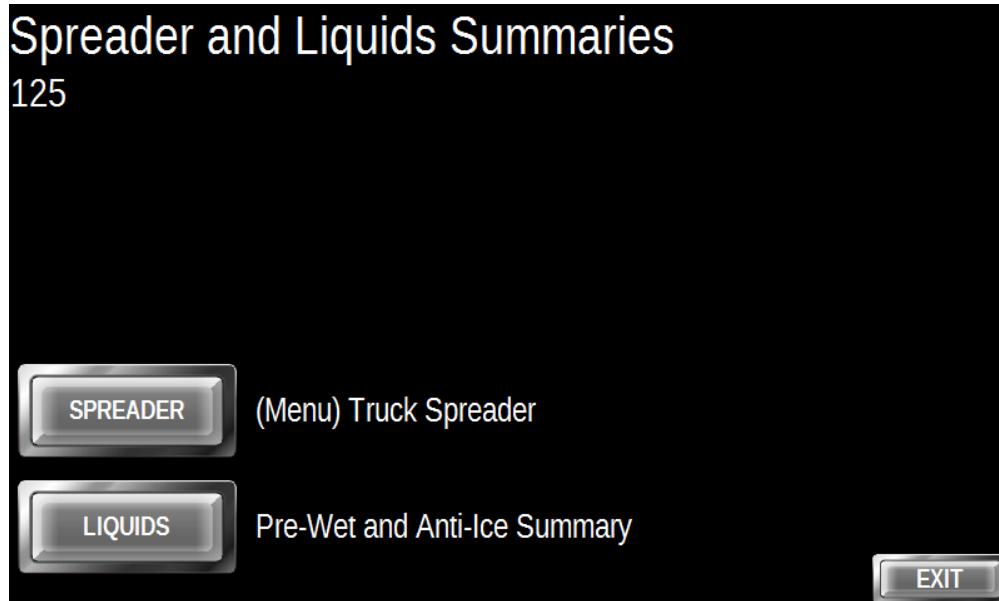 Spreader and Liquids Summaries
125
SPREADER (Menu) Truck Spreader
LIQUIDS Pre-Wet and Anti-Ice Summary
EXIT